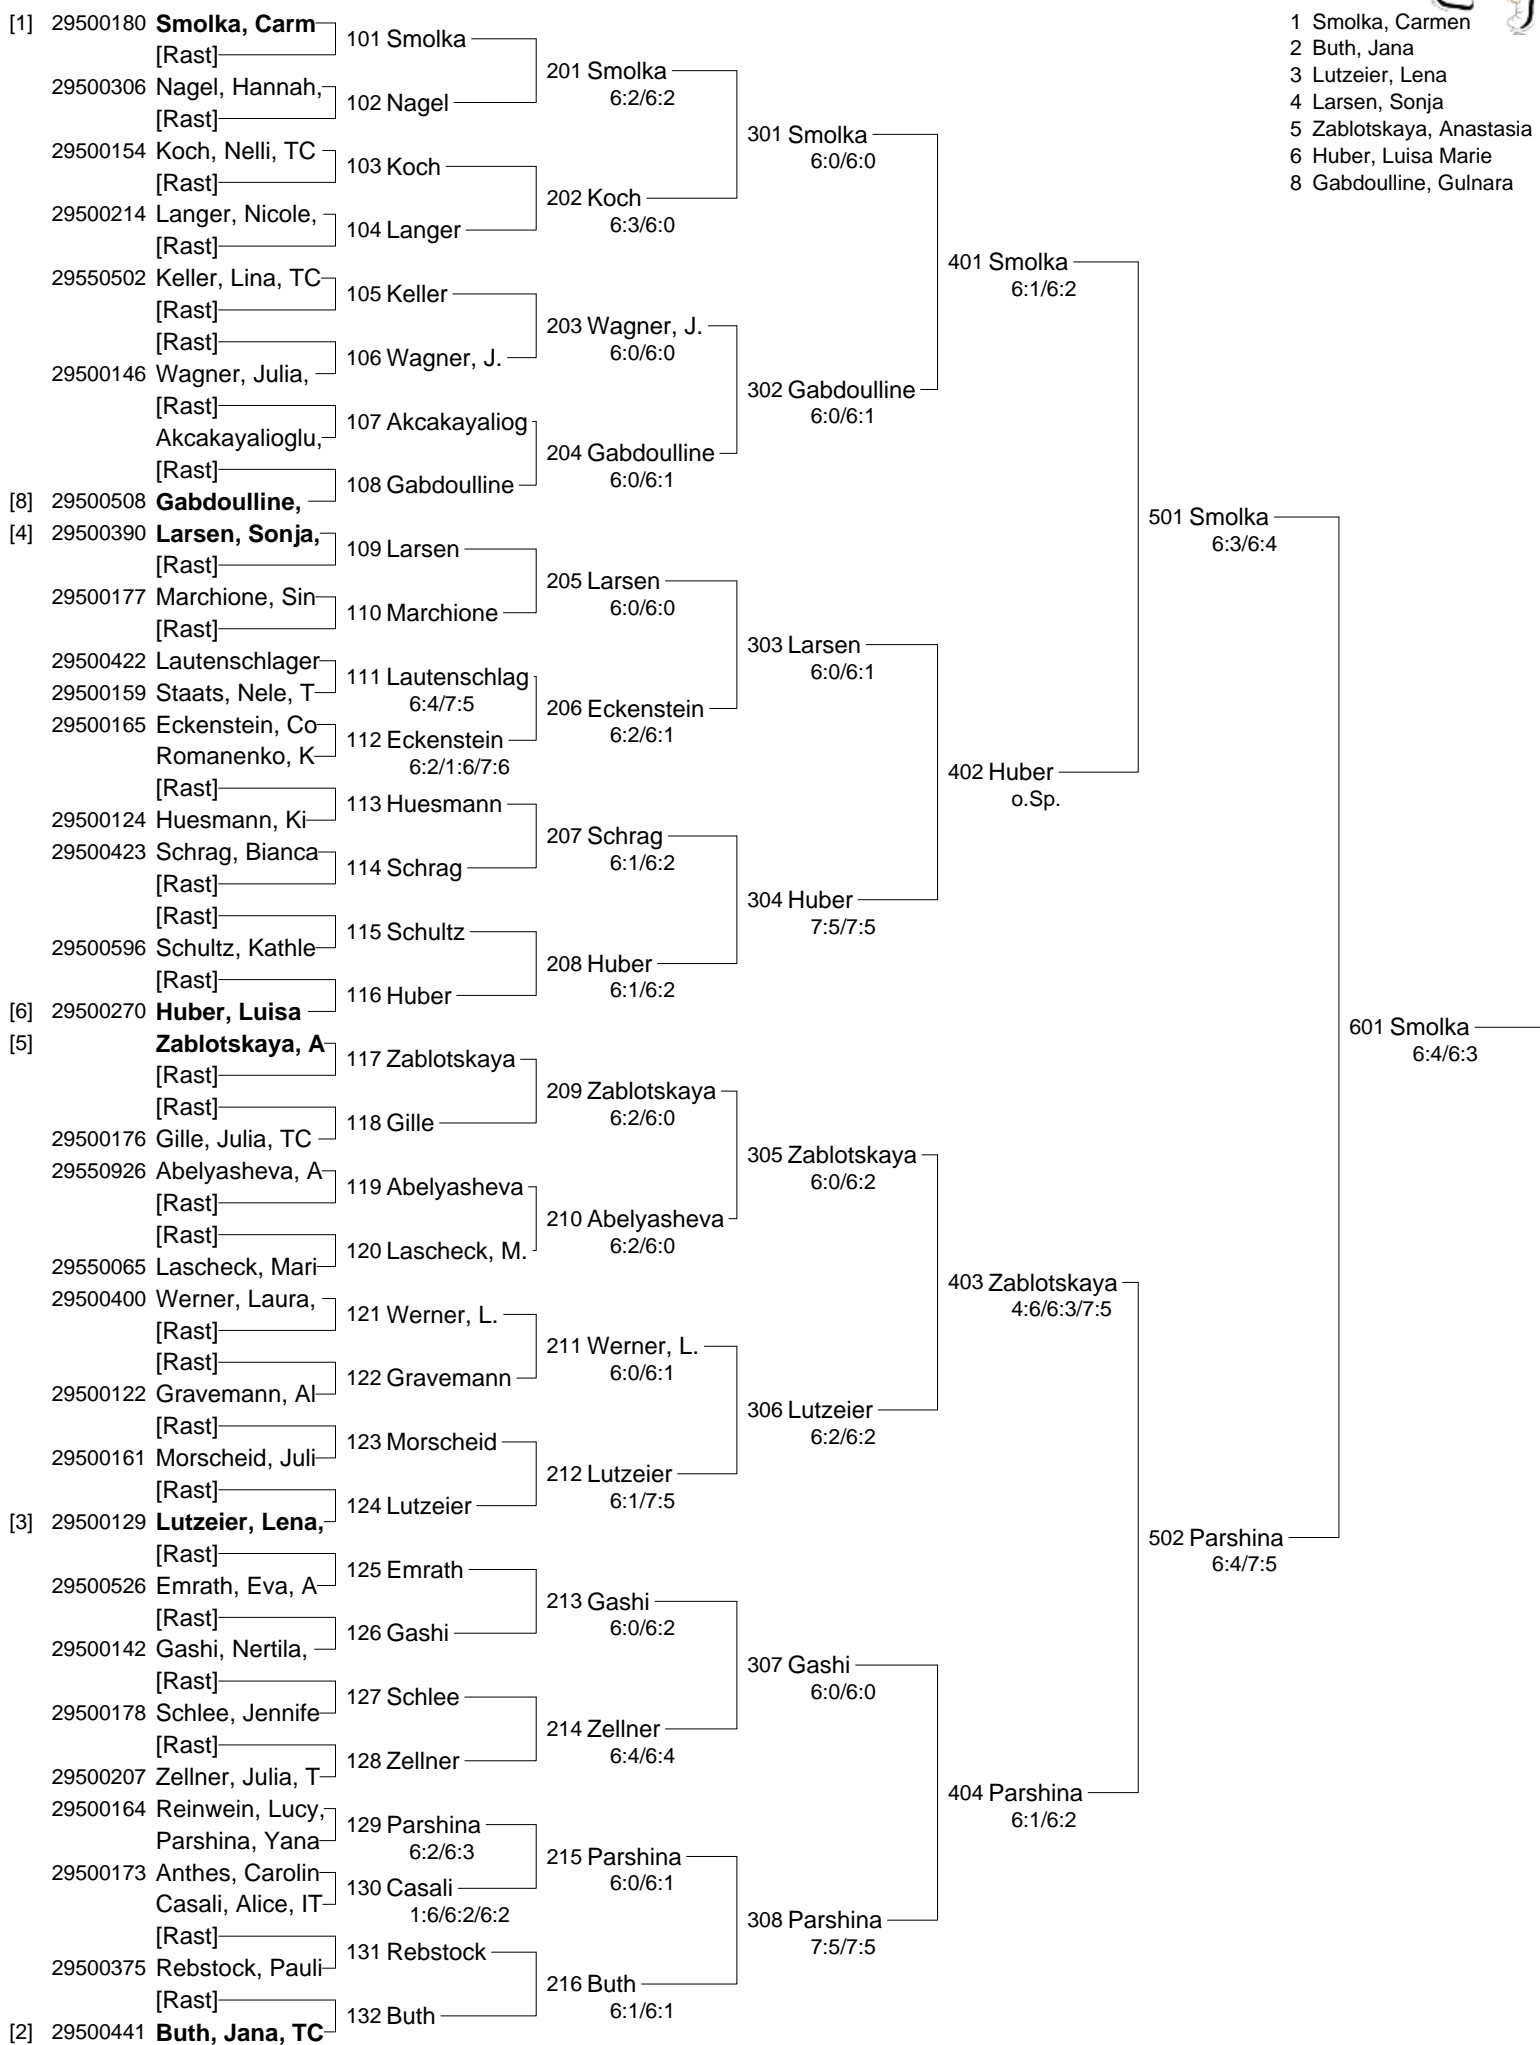 [1] 29500180 Smolka, Carm
[Rast]
29500306 Nagel, Hannah,
[Rast]
29500154 Koch, Nelli, TC
[Rast]
29500214 Langer, Nicole,
[Rast]
29550502 Keller, Lina, TC
[Rast]
[Rast]
29500146 Wagner, Julia,
[Rast]
Akcakayalioglu,
[Rast]
[8] 29500508 Gabdoulline,
[4] 29500390 Larsen, Sonja,
[Rast]
29500177 Marchione, Sin
[Rast]
29500422 Lautenschlager
29500159 Staats, Nele, T
29500165 Eckenstein, Co
Romanenko, K
[Rast]
29500124 Huesmann, Ki
29500423 Schrag, Bianca
[Rast]
[Rast]
29500596 Schultz, Kathle
[Rast]
[6] 29500270 Huber, Luisa
[5] Zablotskaya, A
[Rast]
[Rast]
29500176 Gille, Julia, TC
29550926 Abelyasheva, A
[Rast]
[Rast]
29550065 Lascheck, Mari
29500400 Werner, Laura,
[Rast]
[Rast]
29500122 Gravemann, Al
[Rast]
29500161 Morscheid, Juli
[Rast]
[3] 29500129 Lutzeier, Lena,
[Rast]
29500526 Emrath, Eva, A
[Rast]
29500142 Gashi, Nertila,
[Rast]
29500178 Schlee, Jennife
[Rast]
29500207 Zellner, Julia, T
29500164 Reinwein, Lucy,
Parshina, Yana
29500173 Anthes, Carolin
Casali, Alice, IT
[Rast]
29500375 Rebstock, Pauli
[Rast]
[2] 29500441 Buth, Jana, TC
101 Smolka
102 Nagel
103 Koch
104 Langer
105 Keller
106 Wagner, J.
107 Akcakayaliog
108 Gabdoulline
109 Larsen
110 Marchione
111 Lautenschlag
6:4/7:5
112 Eckenstein
6:2/1:6/7:6
113 Huesmann
114 Schrag
115 Schultz
116 Huber
117 Zablotskaya
118 Gille
119 Abelyasheva
120 Lascheck, M.
121 Werner, L.
122 Gravemann
123 Morscheid
124 Lutzeier
125 Emrath
126 Gashi
127 Schlee
128 Zellner
129 Parshina
6:2/6:3
130 Casali
1:6/6:2/6:2
131 Rebstock
132 Buth
201 Smolka
6:2/6:2
202 Koch
6:3/6:0
203 Wagner, J.
6:0/6:0
204 Gabdoulline
6:0/6:1
205 Larsen
6:0/6:0
206 Eckenstein
6:2/6:1
207 Schrag
6:1/6:2
208 Huber
6:1/6:2
209 Zablotskaya
6:2/6:0
210 Abelyasheva
6:2/6:0
211 Werner, L.
6:0/6:1
212 Lutzeier
6:1/7:5
213 Gashi
6:0/6:2
214 Zellner
6:4/6:4
215 Parshina
6:0/6:1
216 Buth
6:1/6:1
301 Smolka
6:0/6:0
302 Gabdoulline
6:0/6:1
303 Larsen
6:0/6:1
304 Huber
7:5/7:5
305 Zablotskaya
6:0/6:2
306 Lutzeier
6:2/6:2
307 Gashi
6:0/6:0
308 Parshina
7:5/7:5
401 Smolka
6:1/6:2
402 Huber
o.Sp.
403 Zablotskaya
4:6/6:3/7:5
404 Parshina
6:1/6:2
501 Smolka
6:3/6:4
502 Parshina
6:4/7:5
601 Smolka
6:4/6:3
1 Smolka, Carmen
2 Buth, Jana
3 Lutzeier, Lena
4 Larsen, Sonja
5 Zablotskaya, Anastasia
6 Huber, Luisa Marie
8 Gabdoulline, Gulnara